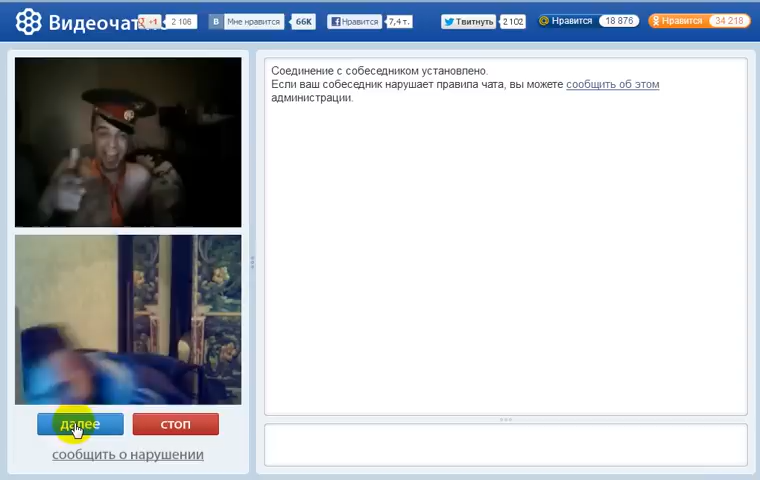 Видеочат
+1 2 106 Мне нравится 66K Нравится 7,4 т. Твитнуть 2 102 Нравится 18 876 Нравится 34 218
Соединение с собеседником установлено.
Если ваш собеседник нарушает правила чата, вы можете сообщить об этом
администрации.
далее стоп
сообщить о нарушении